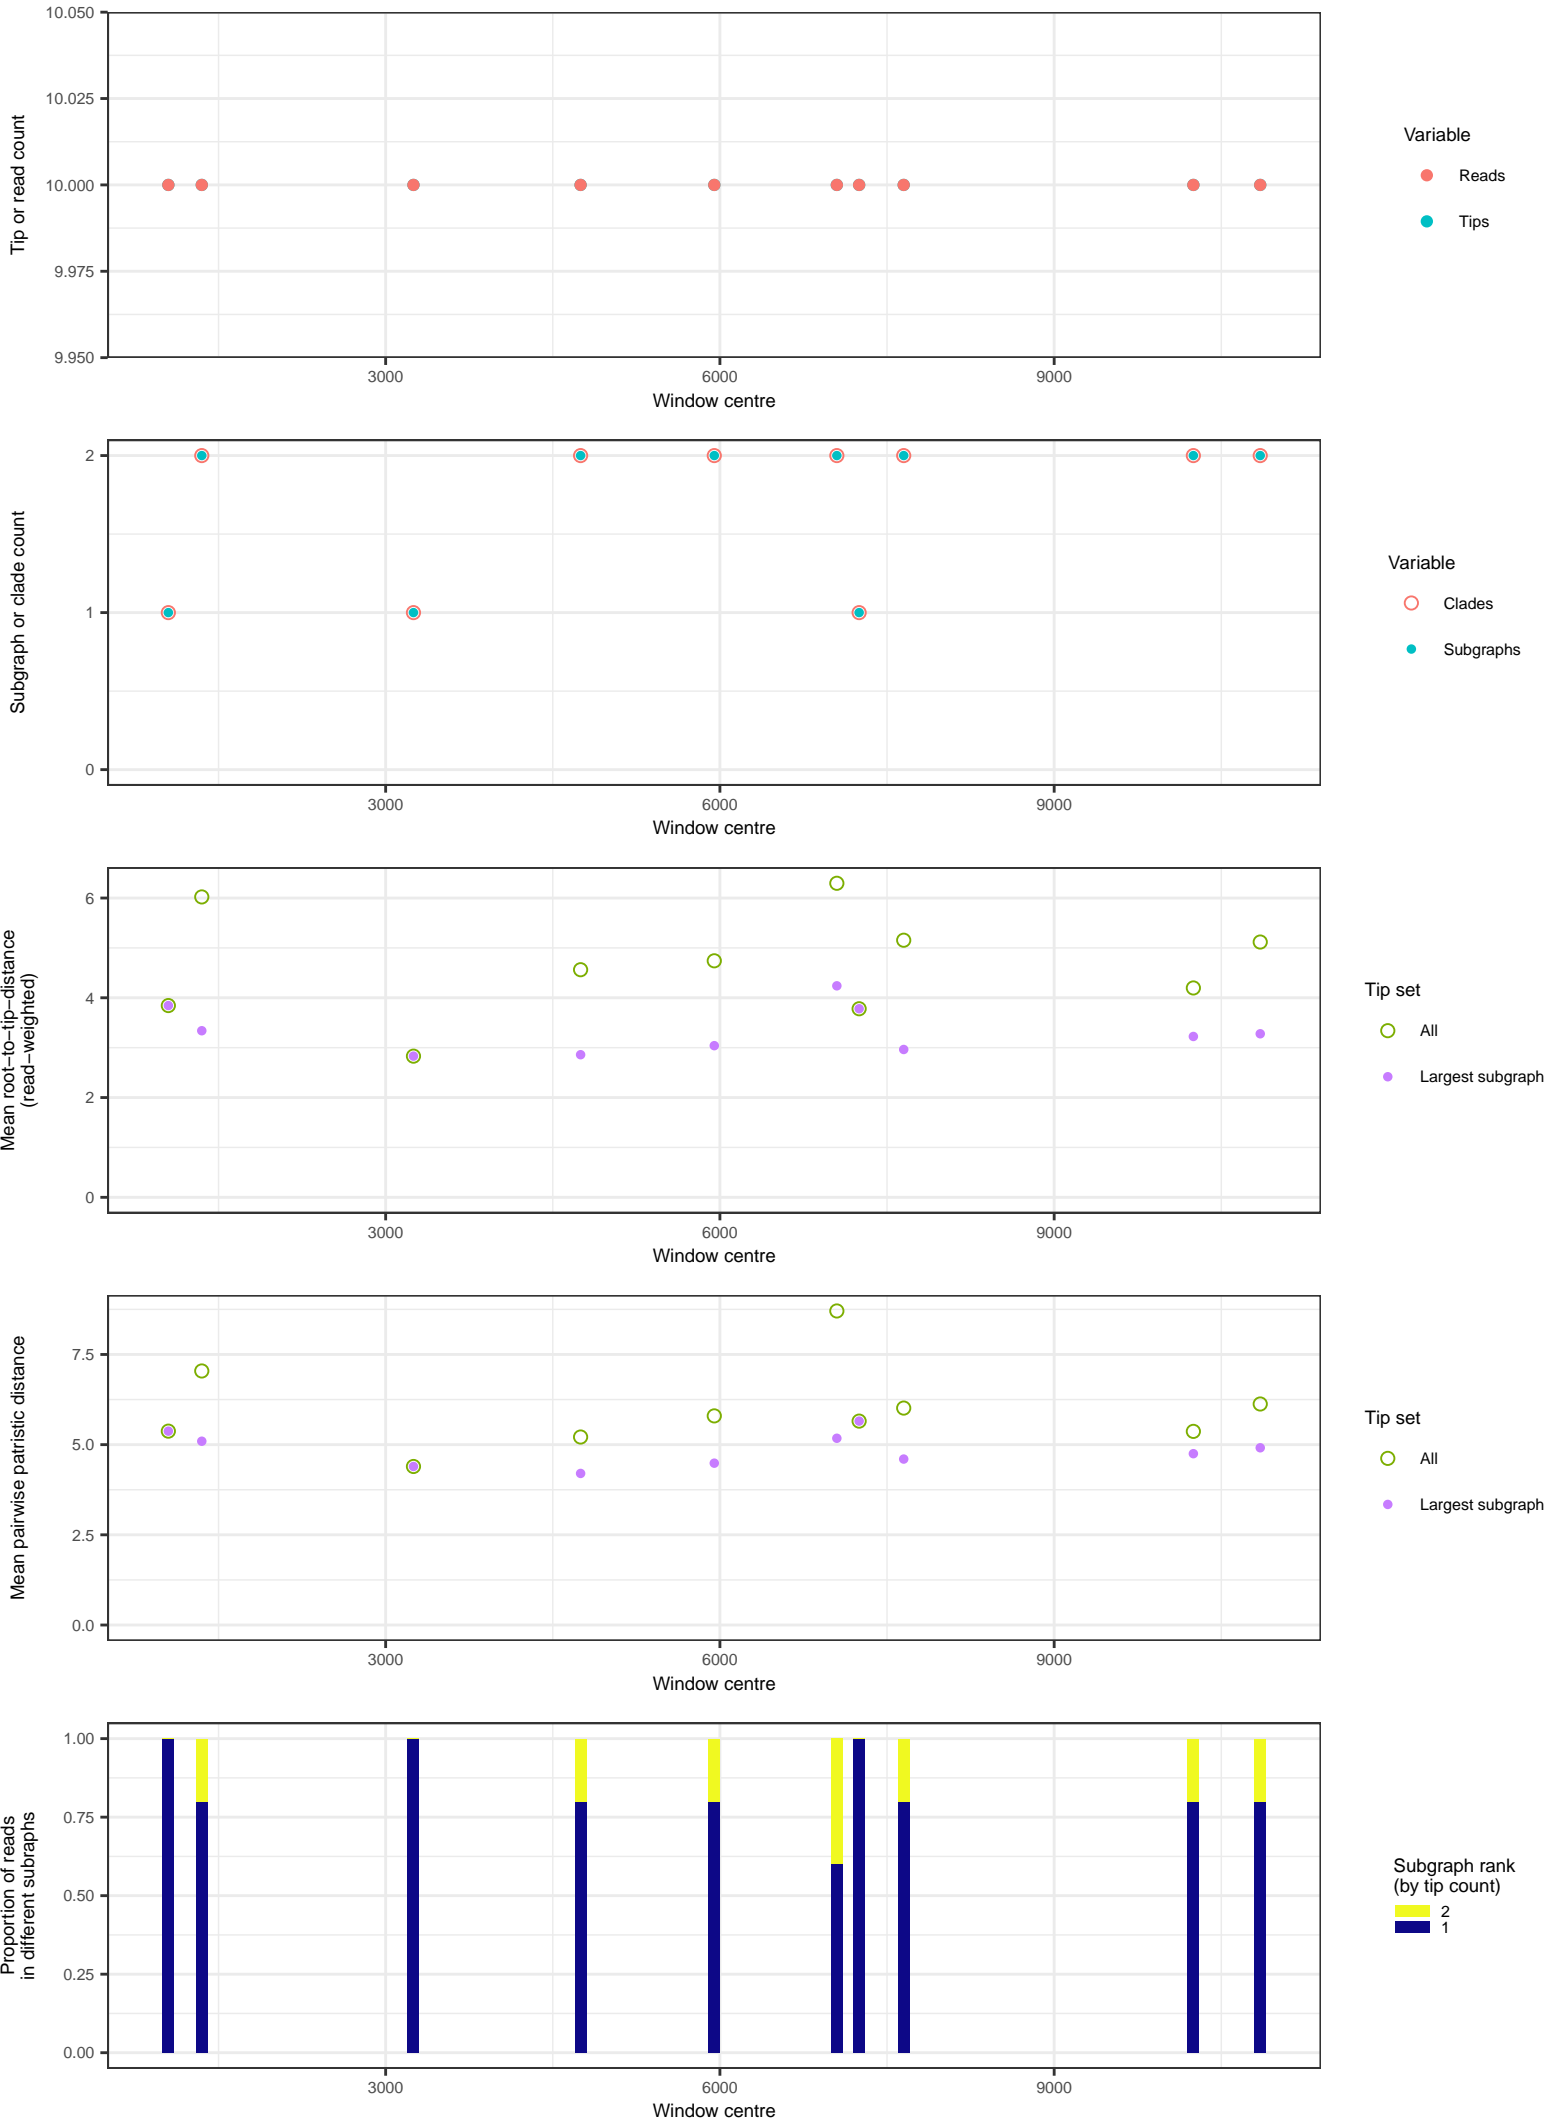 10.050
10.025
10.000
9.975
9.950
Tip or read count
3000
6000
9000
Window centre
Variable
Reads
Tips
2
1
0
Subgraph or clade count
3000
6000
9000
Window centre
Variable
Clades
Subgraphs
6
4
2
0
Mean root−to−tip−distance
(read−weighted)
3000
6000
9000
Window centre
Tip set
All
Largest subgraph
7.5
5.0
2.5
0.0
Mean pairwise patristic distance
3000
6000
9000
Window centre
Tip set
All
Largest subgraph
1.00
0.75
0.50
0.25
0.00
Proportion of reads
in different subraphs
3000
6000
9000
Window centre
Subgraph rank
(by tip count)
2
1